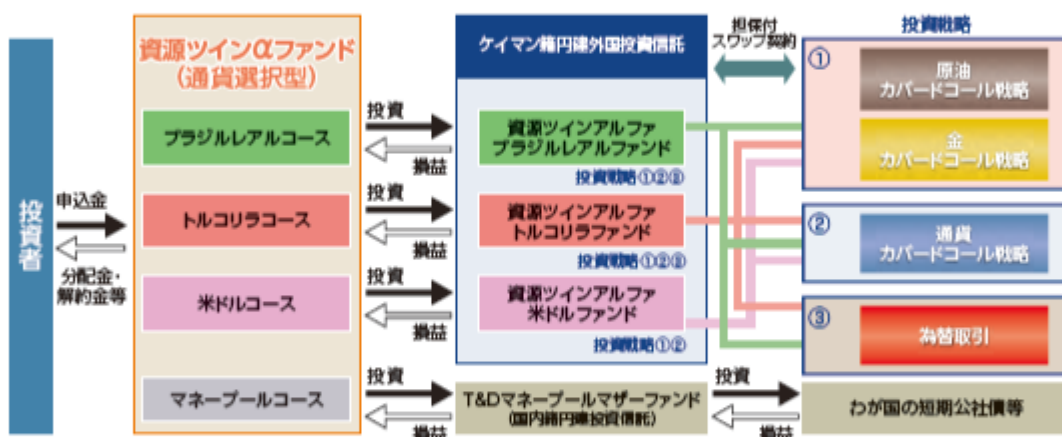 投資者
申込金
分配金・
解約金等
資源ツインαファンド
(通貨選択型)
ブラジルレアルコース
トルコリラコース
米ドルコース
マネープールコース
投資
損益
投資
損益
投資
損益
投資
損益
ケイマン籍円建外国投資信託
資源ツインアルファ
ブラジルレアルファンド
投資戦略①②③
資源ツインアルファ
トルコリラファンド
投資戦略①②③
資源ツインアルファ
米ドルファンド
投資戦略①②
T&Dマネープールマザーファンド
(国内籍円建投資信託)
担保付
スワップ契約
投資
損益
投資戦略
①
原油
カバードコール戦略
金
カバードコール戦略
②
通貨
カバードコール戦略
③
為替取引
わが国の短期公社債等